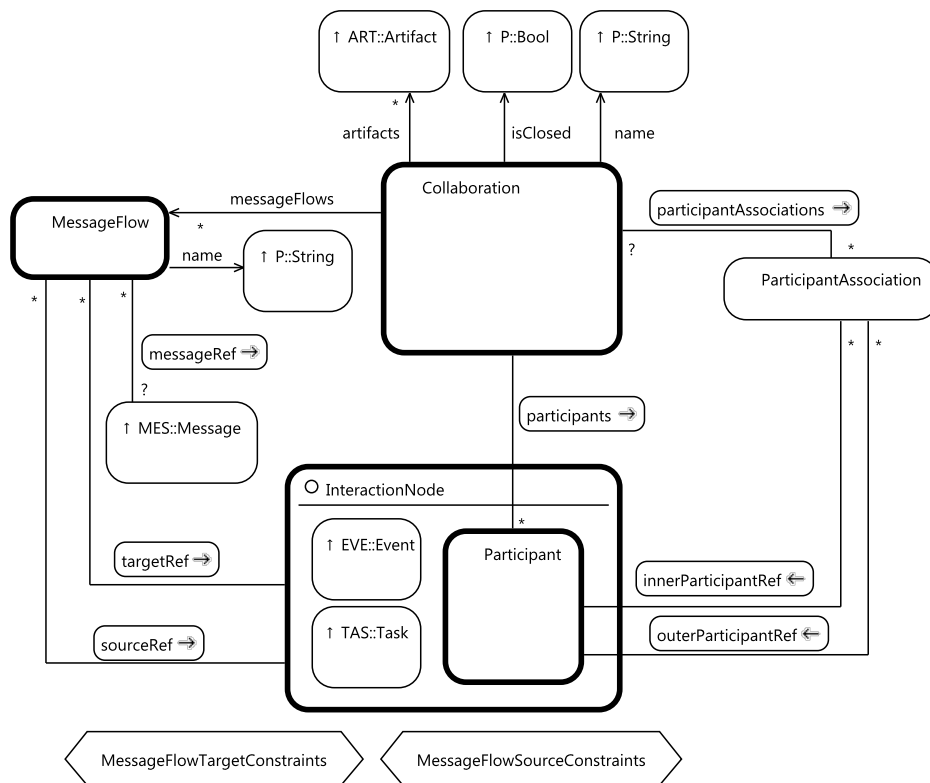 ↑ ART::Artifact
↑ P::Bool
↑ P::String
*
artifacts
isClosed
name
Collaboration
messageFlows
*
MessageFlow
name
↑ P::String
participantAssociations →
?
*
ParticipantAssociation
*
*
*
messageRef →
?
↑ MES::Message
*
*
participants →
*
InteractionNode
↑ EVE::Event
Participant
targetRef →
innerParticipantRef ←
↑ TAS::Task
sourceRef →
outerParticipantRef ←
MessageFlowTargetConstraints
MessageFlowSourceConstraints